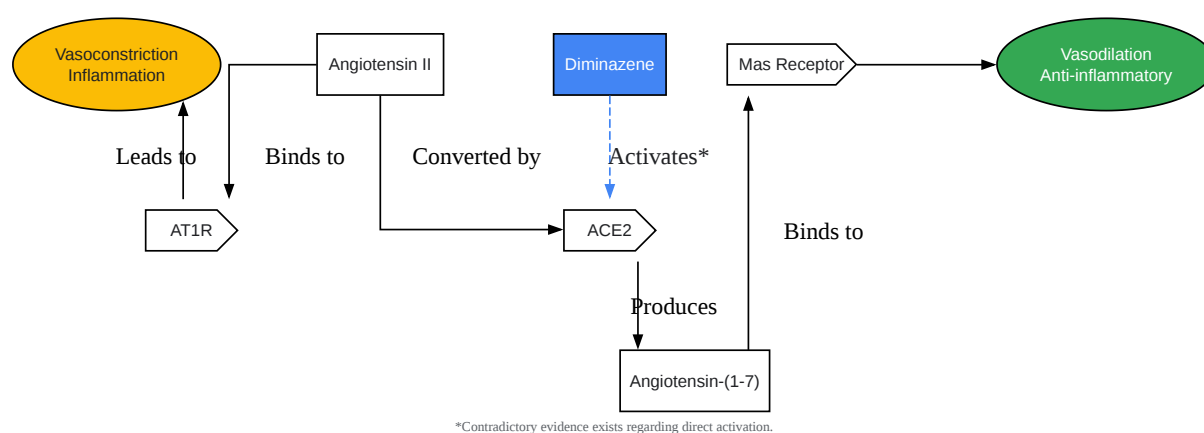 Vasoconstriction
Inflammation
Angiotensin II
Diminazene
Mas Receptor
Vasodilation
Anti-inflammatory
Leads to
Binds to
Converted by
Activates*
AT1R
ACE2
Binds to
Produces
Angiotensin-(1-7)
*Contradictory evidence exists regarding direct activation.